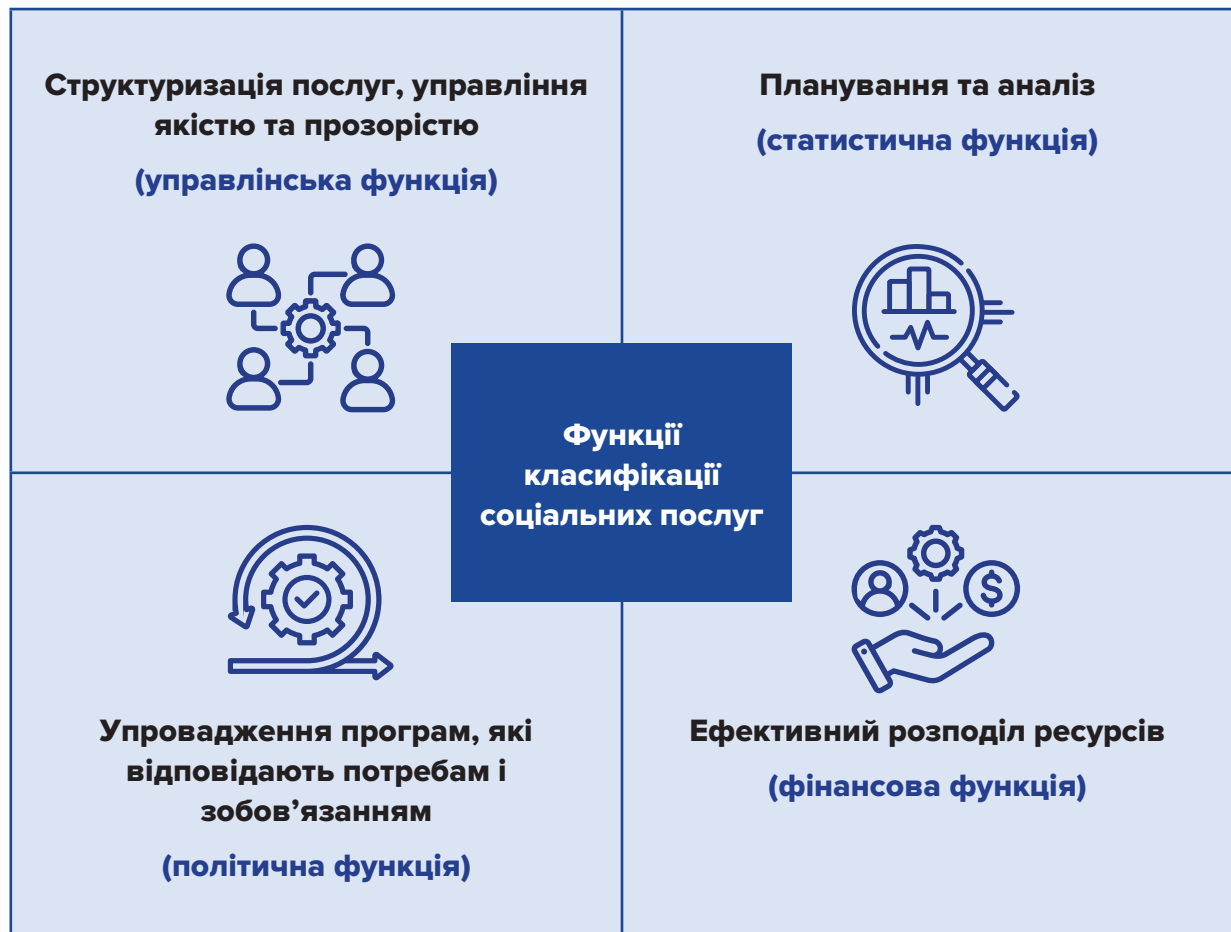 Структуризація послуг, управління
якістю та прозорістю
(управлінська функція)
Планування та аналіз
(статистична функція)
Функції
класифікації
соціальних послуг
Упровадження програм, які
відповідають потребам і
зобов’язанням
(політична функція)
$
Ефективний розподіл ресурсів
(фінансова функція)